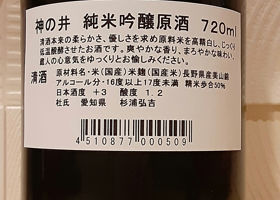 神の井 純米吟醸原酒 720ml
清酒本来の柔らかさ、優しさを求め原料米を高精白し、じっくり
低温醗酵させたお酒です。爽やかな香り、まろやかな味わい、
蔵人の心意気をゆっくりとお愉しみください。
清酒
原材料名・米(国産)米麹(国産米)長野県産美山錦
アルコール分・16度以上17度未満 精米歩合50%
日本酒度 +3 酸度 1.2
杜氏 愛知県 杉浦弘吉
4 510877 000509